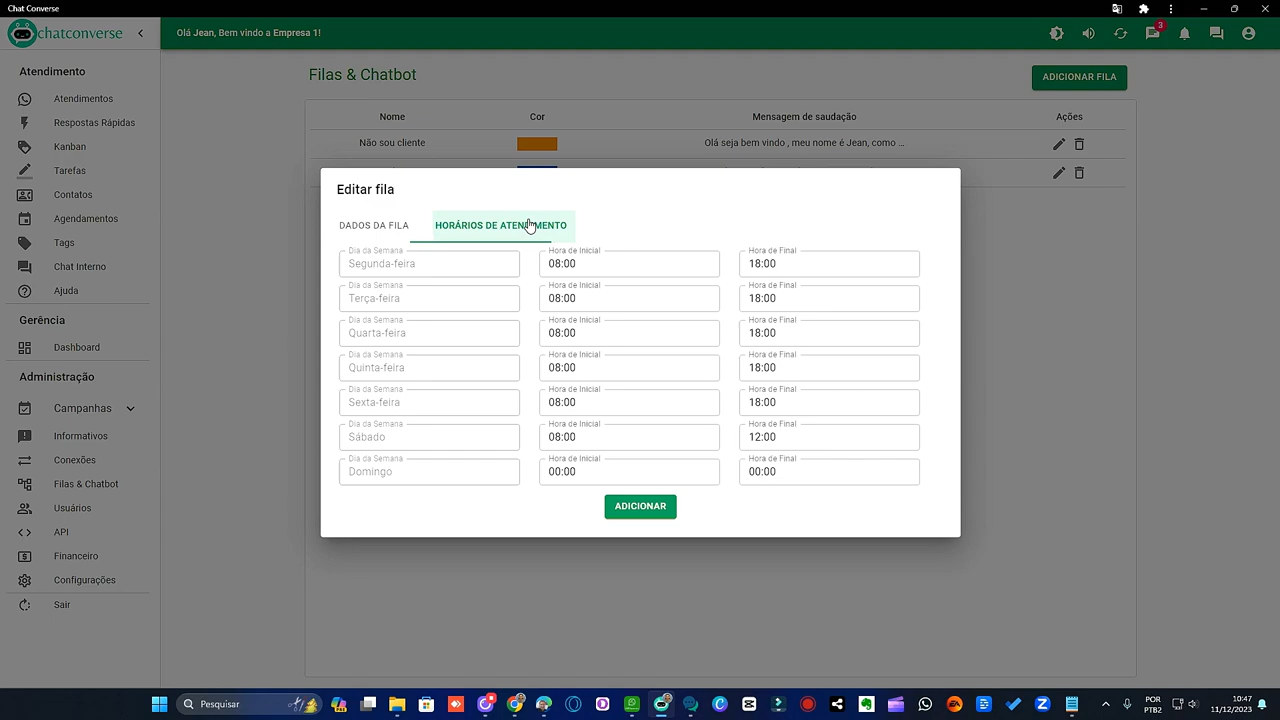 Chat Converse
chatconverse
Olá Jean, Bem vindo a Empresa 1!
3
Atendimento
Atendimentos
Respostas Rápidas
Kanban
Tarefas
Contatos
Agendamentos
Tags
Chat Interno
Ajuda
Gerência
Dashboard
Administração
Campanhas
Informativos
Conexões
Filas & Chatbot
Usuários
API
Financeiro
Configurações
Sair
Filas & Chatbot
ADICIONAR FILA
Nome Cor Mensagem de saudação Ações
Não sou cliente Olá seja bem vindo , meu nome é Jean, como ...
Editar fila
DADOS DA FILA HORÁRIOS DE ATENDIMENTO
Dia da Semana Hora de Inicial Hora de Final
Segunda-feira 08:00 18:00
Dia da Semana Hora de Inicial Hora de Final
Terça-feira 08:00 18:00
Dia da Semana Hora de Inicial Hora de Final
Quarta-feira 08:00 18:00
Dia da Semana Hora de Inicial Hora de Final
Quinta-feira 08:00 18:00
Dia da Semana Hora de Inicial Hora de Final
Sexta-feira 08:00 18:00
Dia da Semana Hora de Inicial Hora de Final
Sábado 08:00 12:00
Dia da Semana Hora de Inicial Hora de Final
Domingo 00:00 00:00
ADICIONAR
Pesquisar
POR
PTB2
10:47
11/12/2023